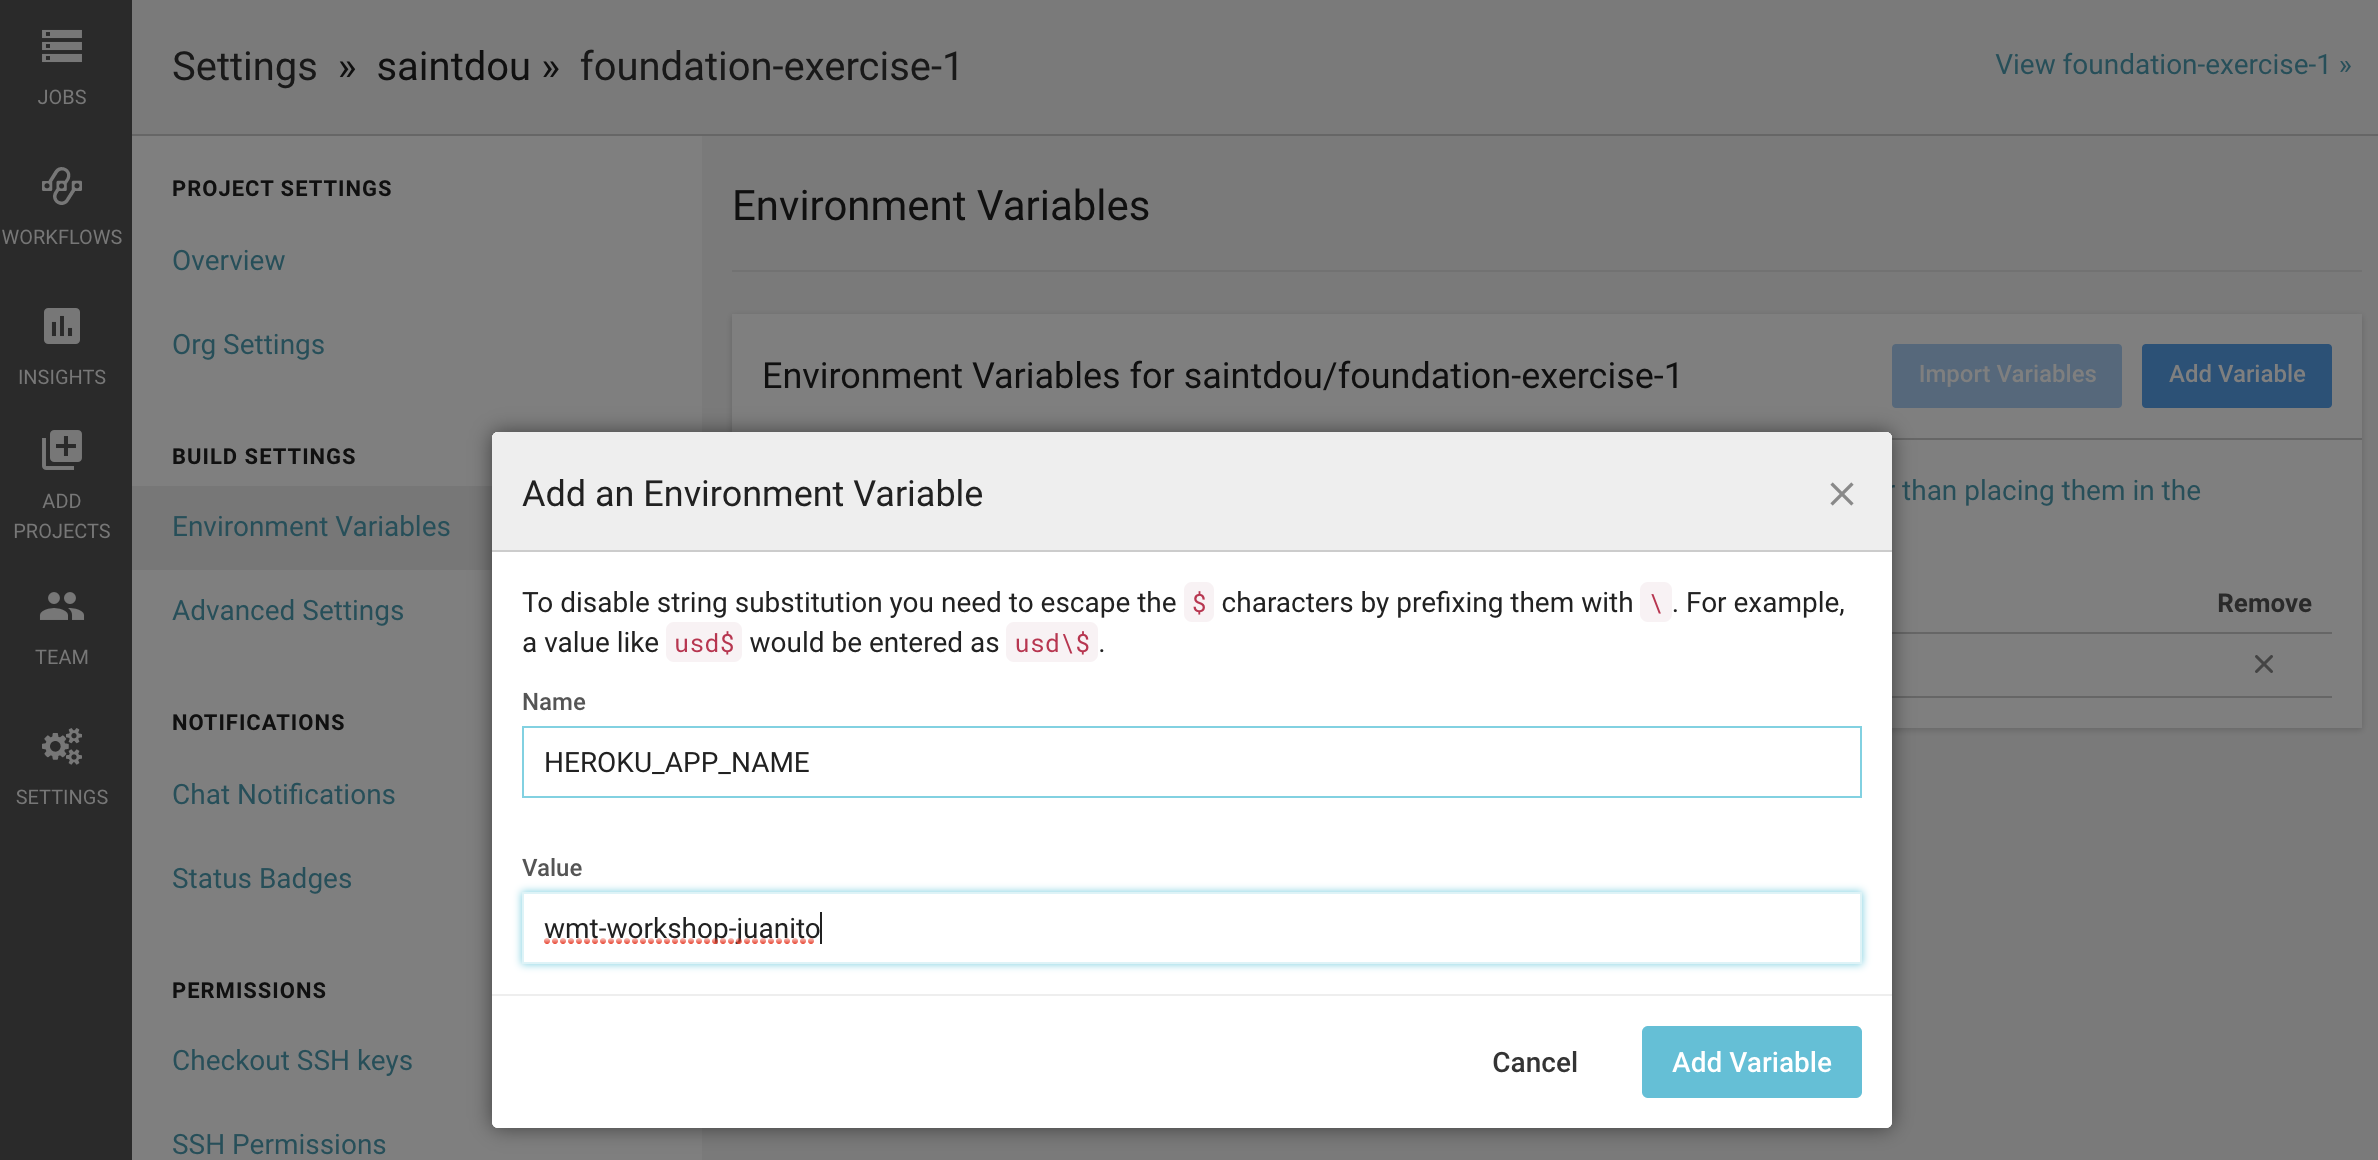 JOBS
WORKFLOWS
INSIGHTS
ADD
PROJECTS
TEAM
SETTINGS
Settings » saintdou » foundation-exercise-1
View foundation-exercise-1 »
PROJECT SETTINGS
Overview
Org Settings
BUILD SETTINGS
Environment Variables
Advanced Settings
NOTIFICATIONS
Chat Notifications
Status Badges
PERMISSIONS
Checkout SSH keys
SSH Permissions
Environment Variables
Environment Variables for saintdou/foundation-exercise-1
Import Variables
Add Variable
than placing them in the
Remove
Add an Environment Variable
To disable string substitution you need to escape the $ characters by prefixing them with \. For example,
a value like usd$ would be entered as usd\$.
Name
HEROKU_APP_NAME
Value
wmt-workshop-juanito
Cancel
Add Variable